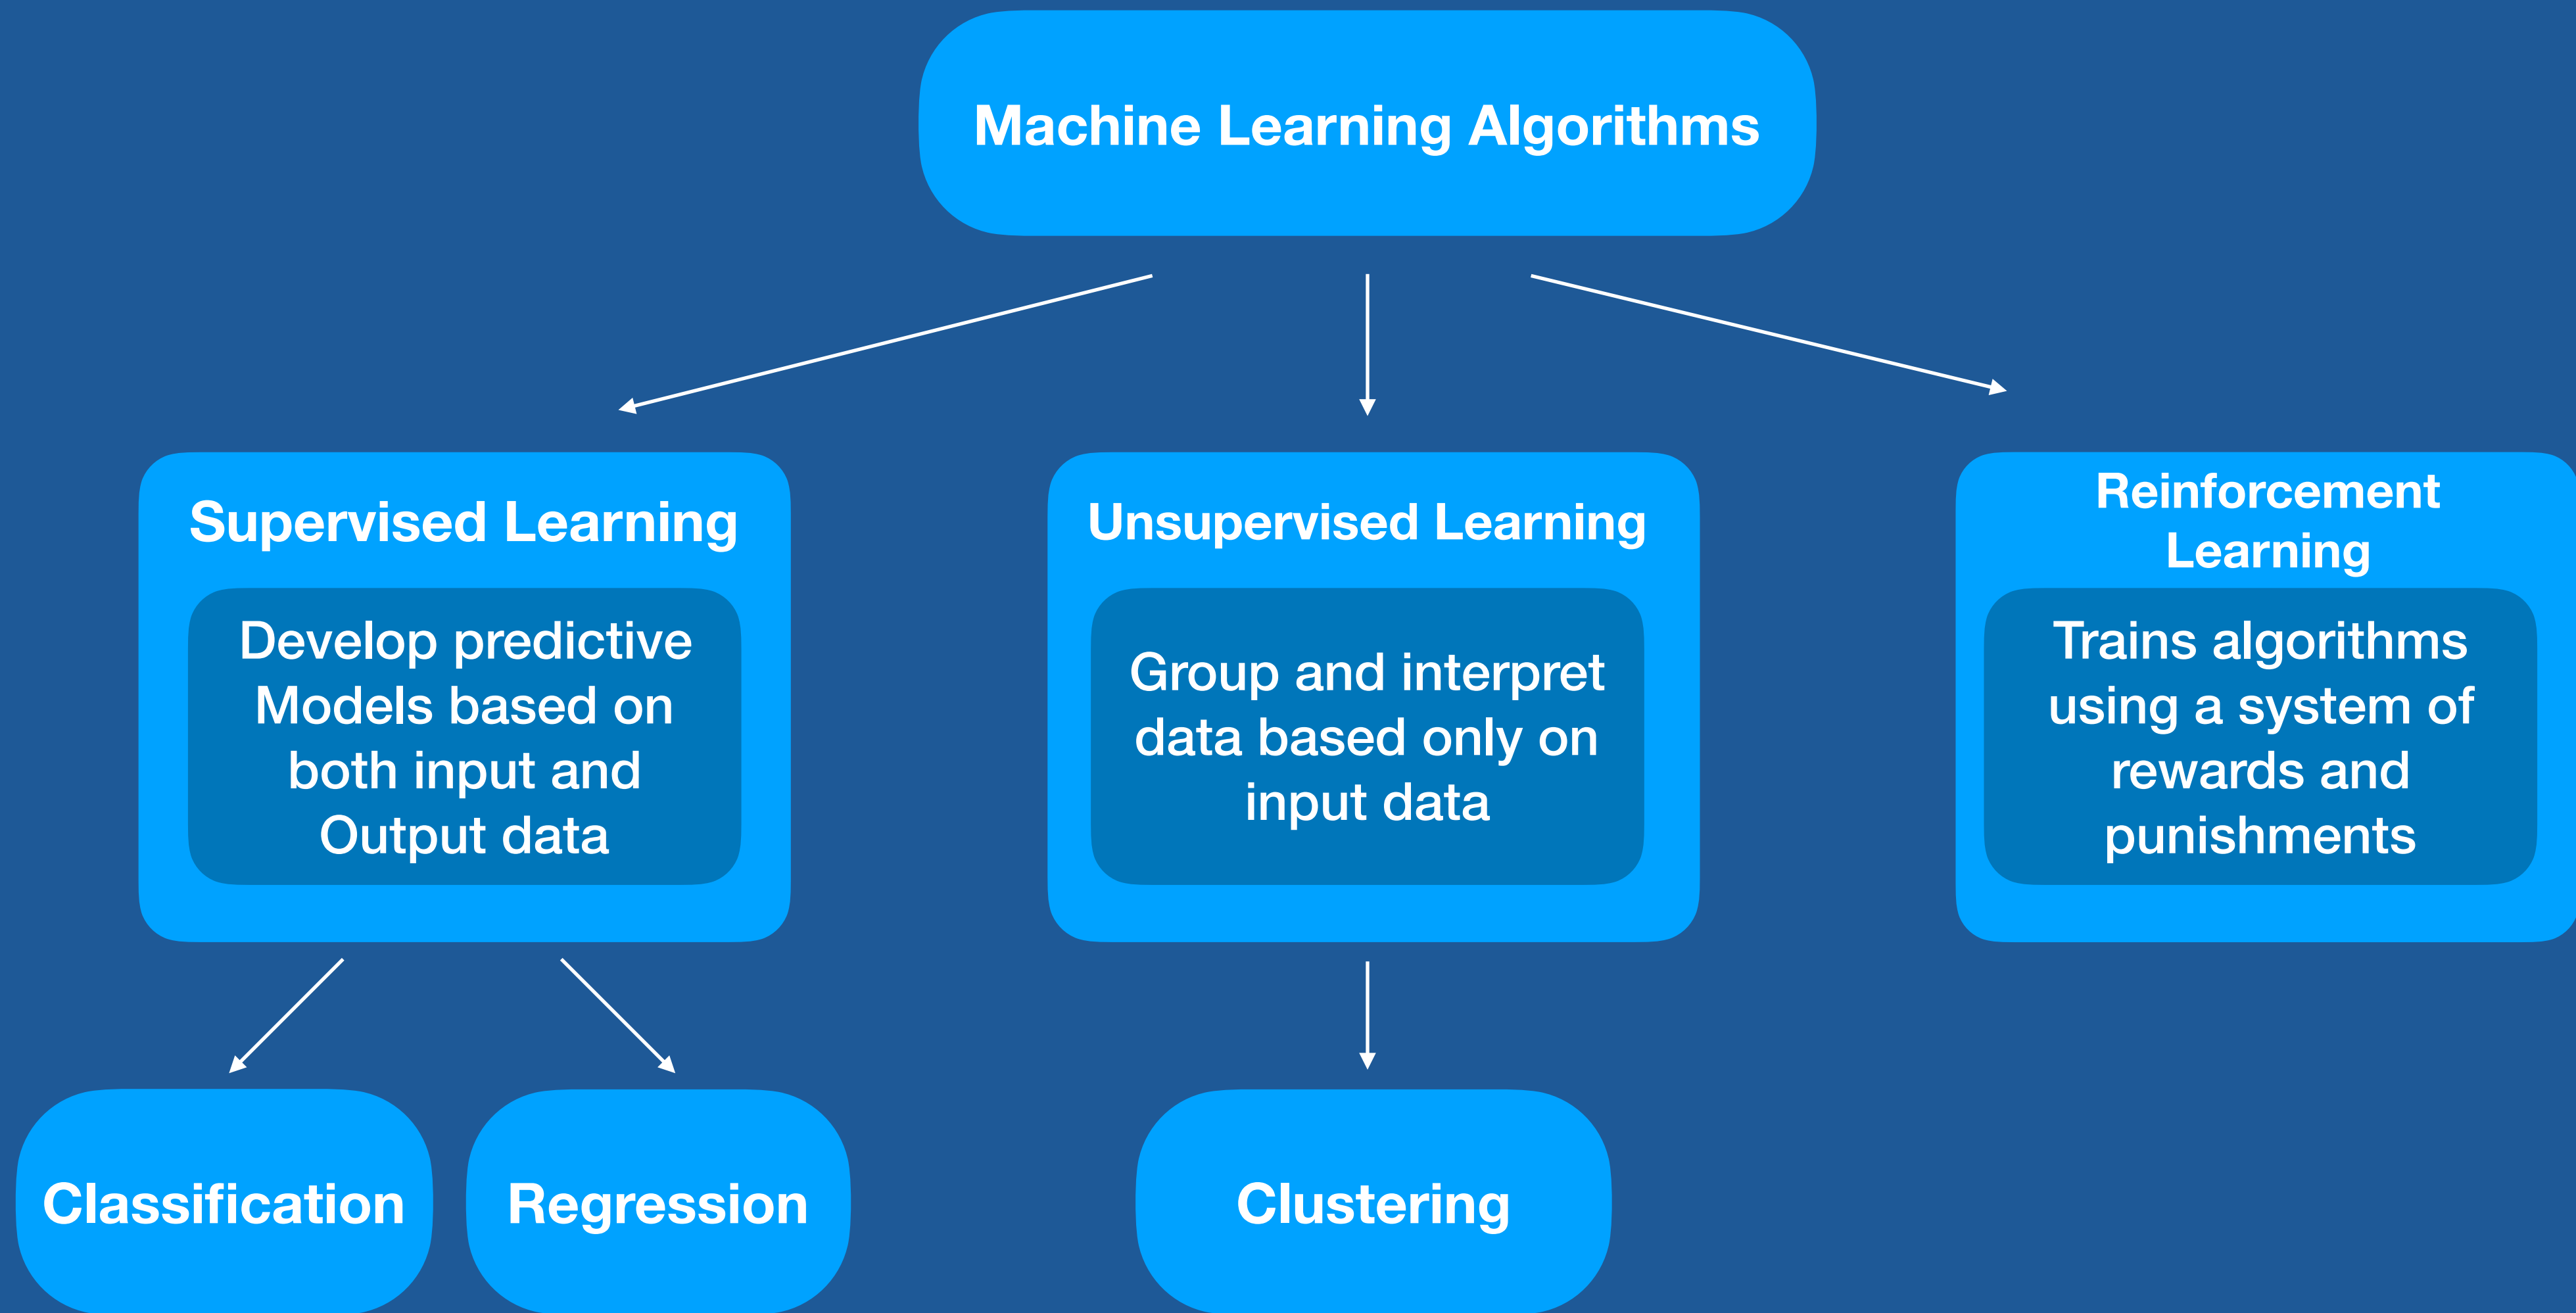 Machine Learning Algorithms
Supervised Learning
Develop predictive
Models based on
both input and
Output data
Unsupervised Learning
Group and interpret
data based only on
input data
Reinforcement
Learning
Trains algorithms
using a system of
rewards and
punishments
Classification
Regression
Clustering